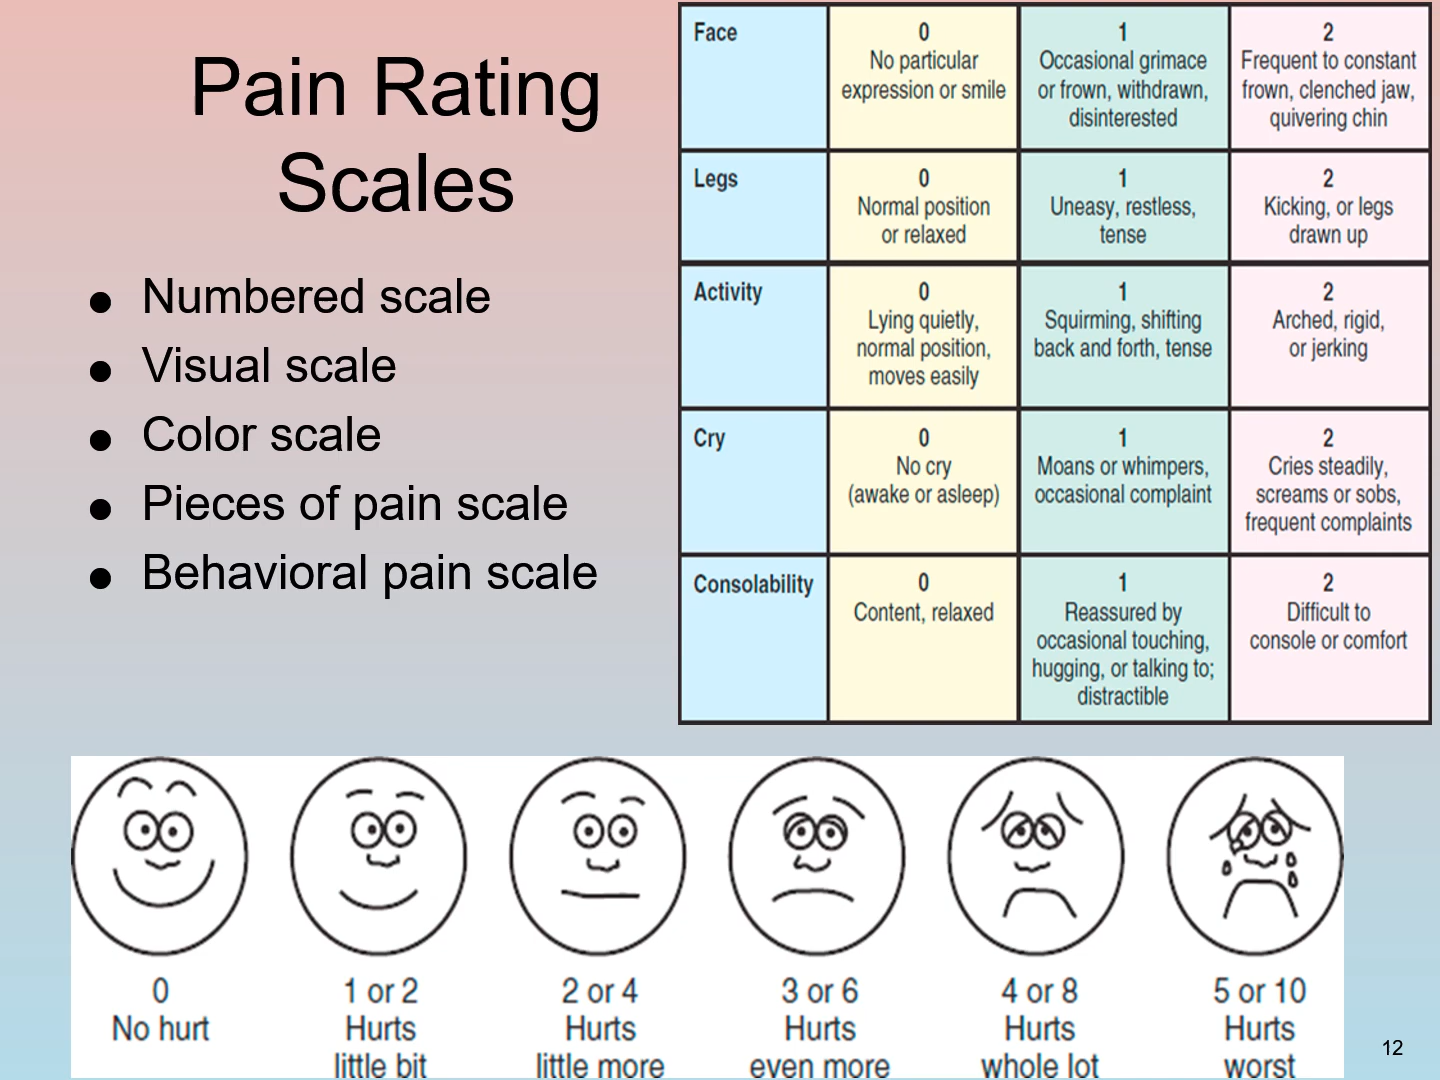 Pain Rating
Scales
• Numbered scale
• Visual scale
• Color scale
• Pieces of pain scale
• Behavioral pain scale
Face
0
No particular
expression or smile
1
Occasional grimace
or frown, withdrawn,
disinterested
2
Frequent to constant
frown, clenched jaw,
quivering chin
Legs
0
Normal position
or relaxed
1
Uneasy, restless,
tense
2
Kicking, or legs
drawn up
Activity
0
Lying quietly,
normal position,
moves easily
1
Squirming, shifting
back and forth, tense
2
Arched, rigid,
or jerking
Cry
0
No cry
(awake or asleep)
1
Moans or whimpers,
occasional complaint
2
Cries steadily,
screams or sobs,
frequent complaints
Consolability
0
Content, relaxed
1
Reassured by
occasional touching,
hugging, or talking to;
distractible
2
Difficult to
console or comfort
0
No hurt
1 or 2
Hurts
little bit
2 or 4
Hurts
little more
3 or 6
Hurts
even more
4 or 8
Hurts
whole lot
5 or 10
Hurts
worst
12